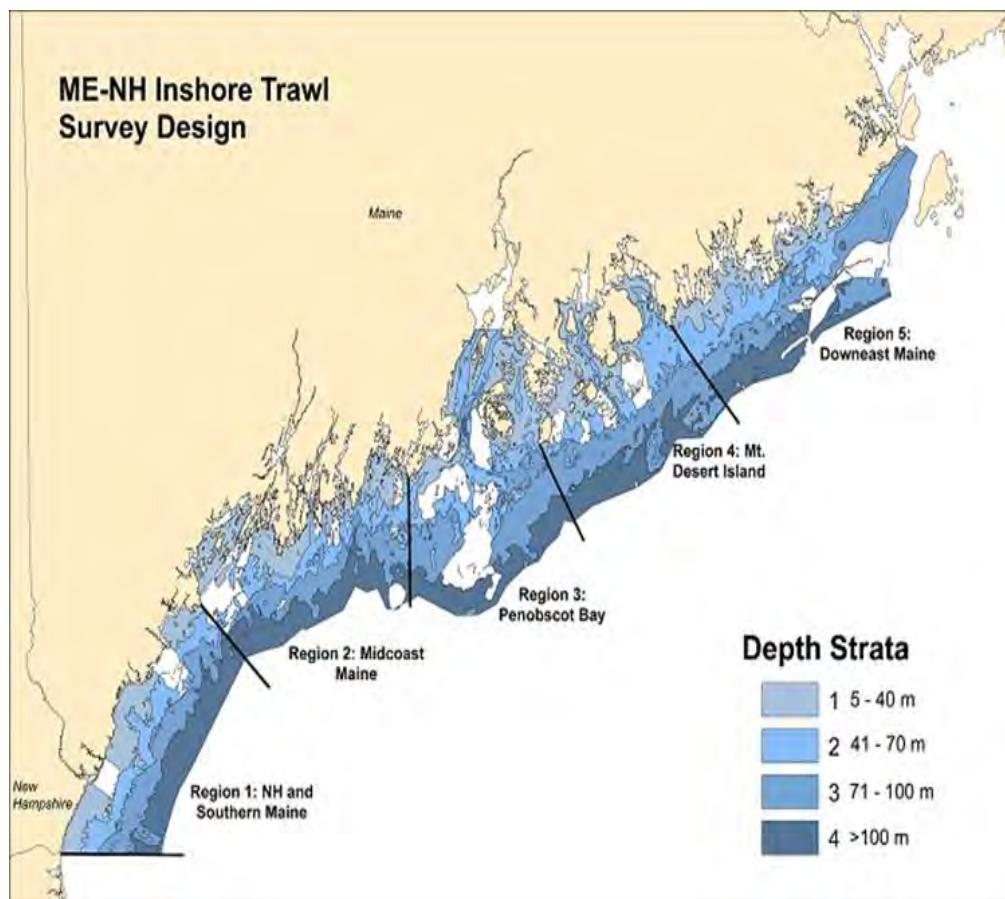 ME-NH Inshore Trawl
Survey Design
Maine
Region 5:
Downeast Maine
Region 4: Mt.
Desert Island
Region 3:
Penobscot Bay
Region 2: Midcoast
Maine
New
Hampshire
Region 1: NH and
Southern Maine
Depth Strata
1 5 - 40 m
2 41 - 70 m
3 71 - 100 m
4 >100 m